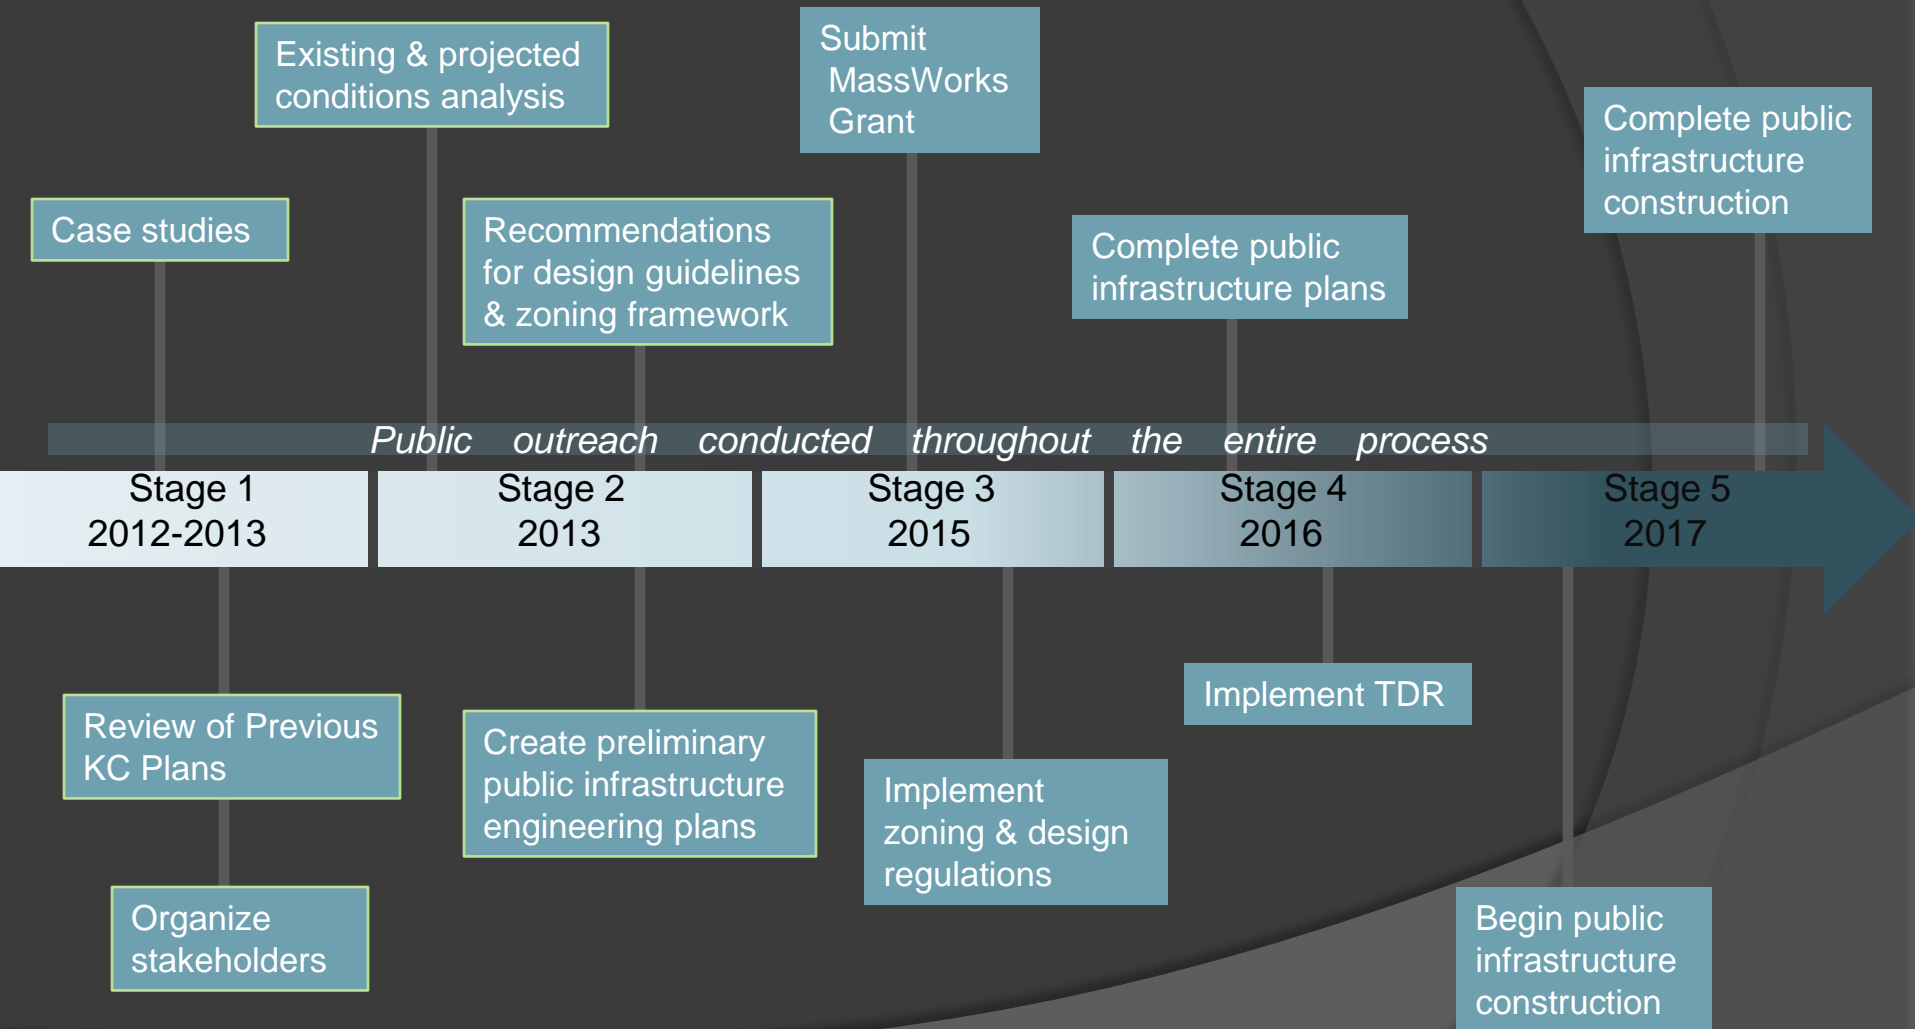 Existing & projected
conditions analysis
Submit
MassWorks
Grant
Complete public
infrastructure
construction
Case studies
Recommendations
for design guidelines
& zoning framework
Complete public
infrastructure plans
Public outreach conducted throughout the entire process
Stage 1
2012-2013
Stage 2
2013
Stage 3
2015
Stage 4
2016
Stage 5
2017
Review of Previous
KC Plans
Create preliminary
public infrastructure
engineering plans
Implement
zoning & design
regulations
Implement TDR
Organize
stakeholders
Begin public
infrastructure
construction